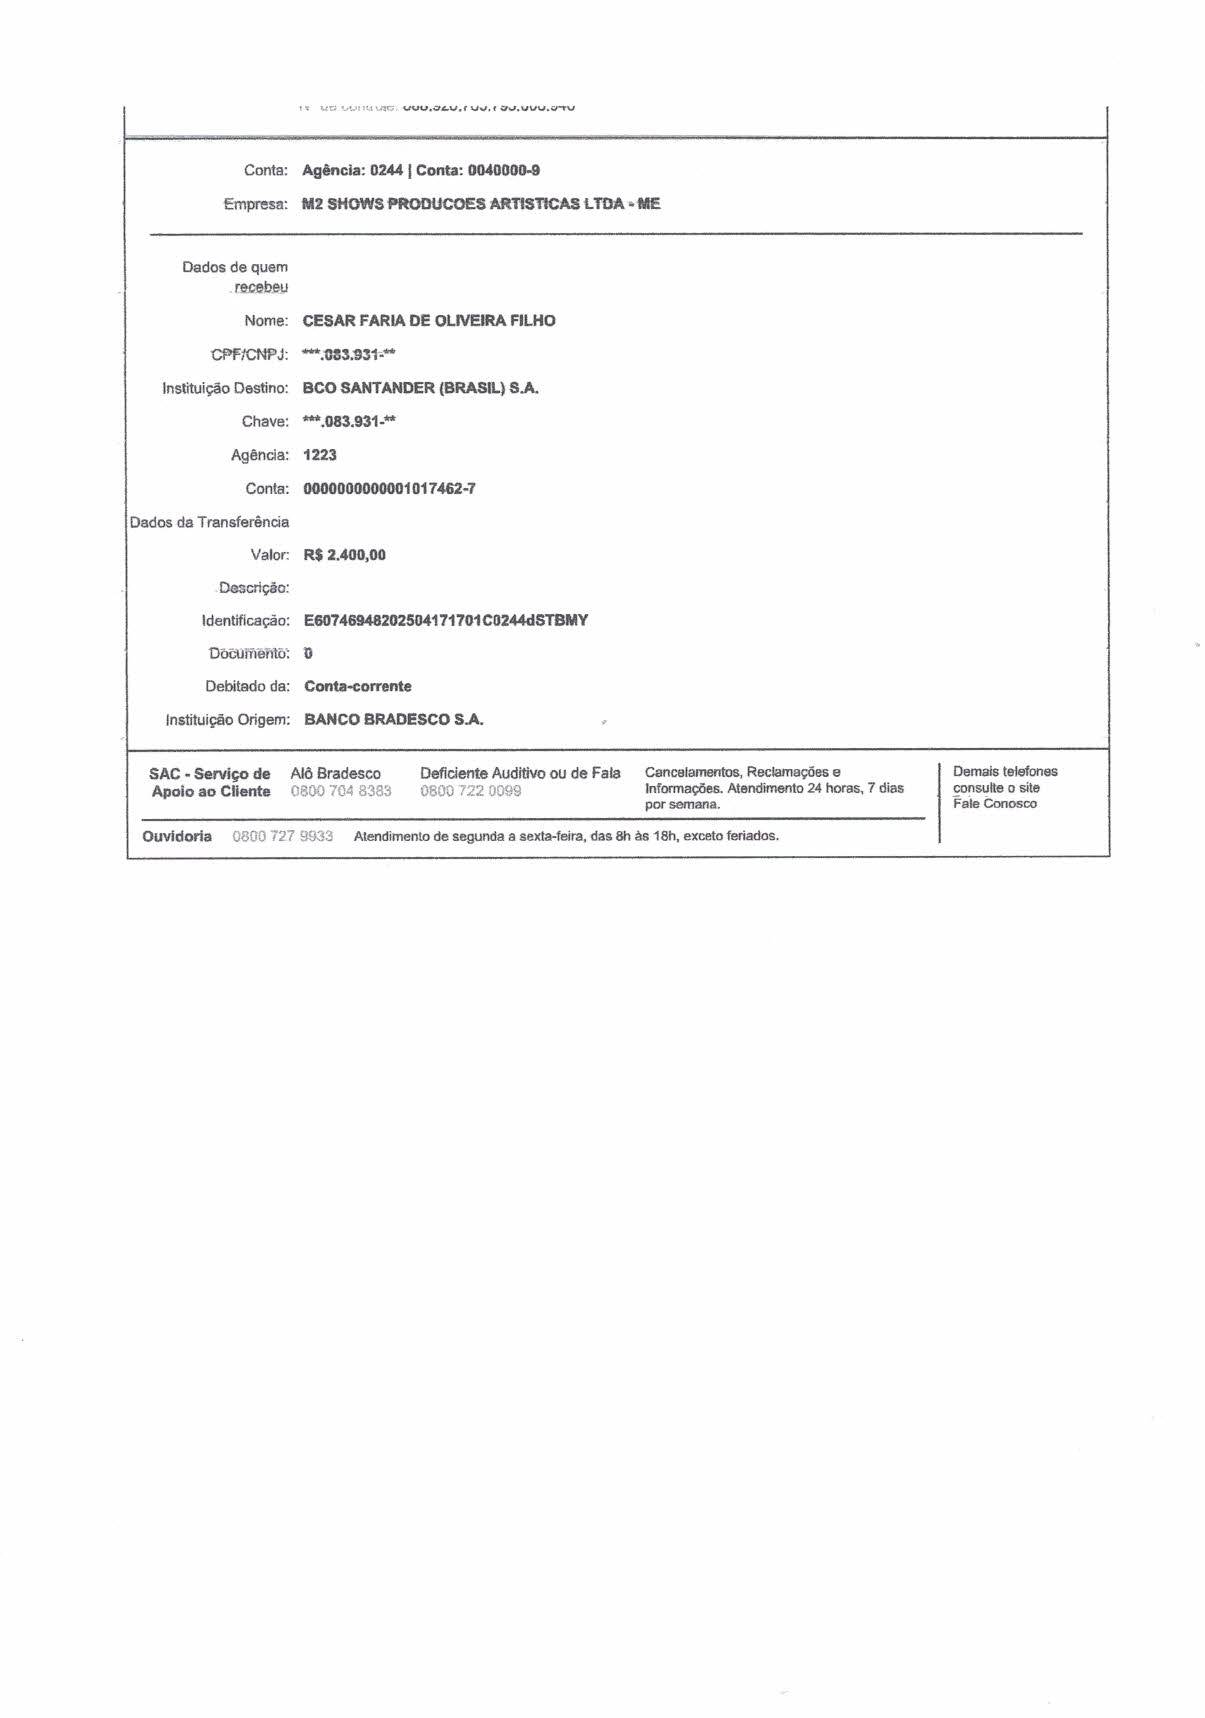 Nº de controle:
Conta: Agência: 0244 | Conta: 0040000-9
Empresa: M2 SHOWS PRODUCOES ARTISTICAS LTDA - ME
Dados de quem
recebeu
Nome: CESAR FARIA DE OLIVEIRA FILHO
CPF/CNPJ: ***.083.931-**
Instituição Destino: BCO SANTANDER (BRASIL) S.A.
Chave: ***.083.931-**
Agência: 1223
Conta: 0000000000001017462-7
Dados da Transferência
Valor: R$ 2.400,00
Descrição:
Identificação: E60746948202504171701C0244dSTBMY
Documento: 0
Debitado da: Conta-corrente
Instituição Origem: BANCO BRADESCO S.A.
SAC - Serviço de Apoio ao Cliente
Alô Bradesco
0800 704 8383
Deficiente Auditivo ou de Fala
0800 722 0099
Cancelamentos, Reclamações e
Informações. Atendimento 24 horas, 7 dias
por semana.
Demais telefones
consulte o site
Fale Conosco
Ouvidoria 0800 727 9933 Atendimento de segunda a sexta-feira, das 8h às 18h, exceto feriados.